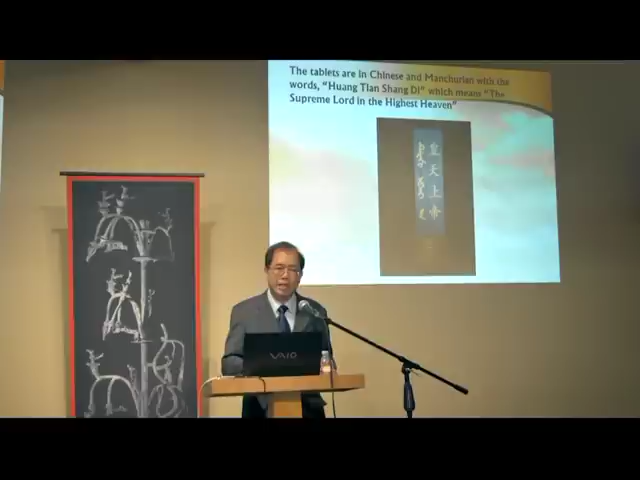 The tablets are in Chinese and Manchurian with the
words, "Huang Tian Shang Di" which means "The
Supreme Lord in the Highest Heaven"
皇天上帝
VAIO